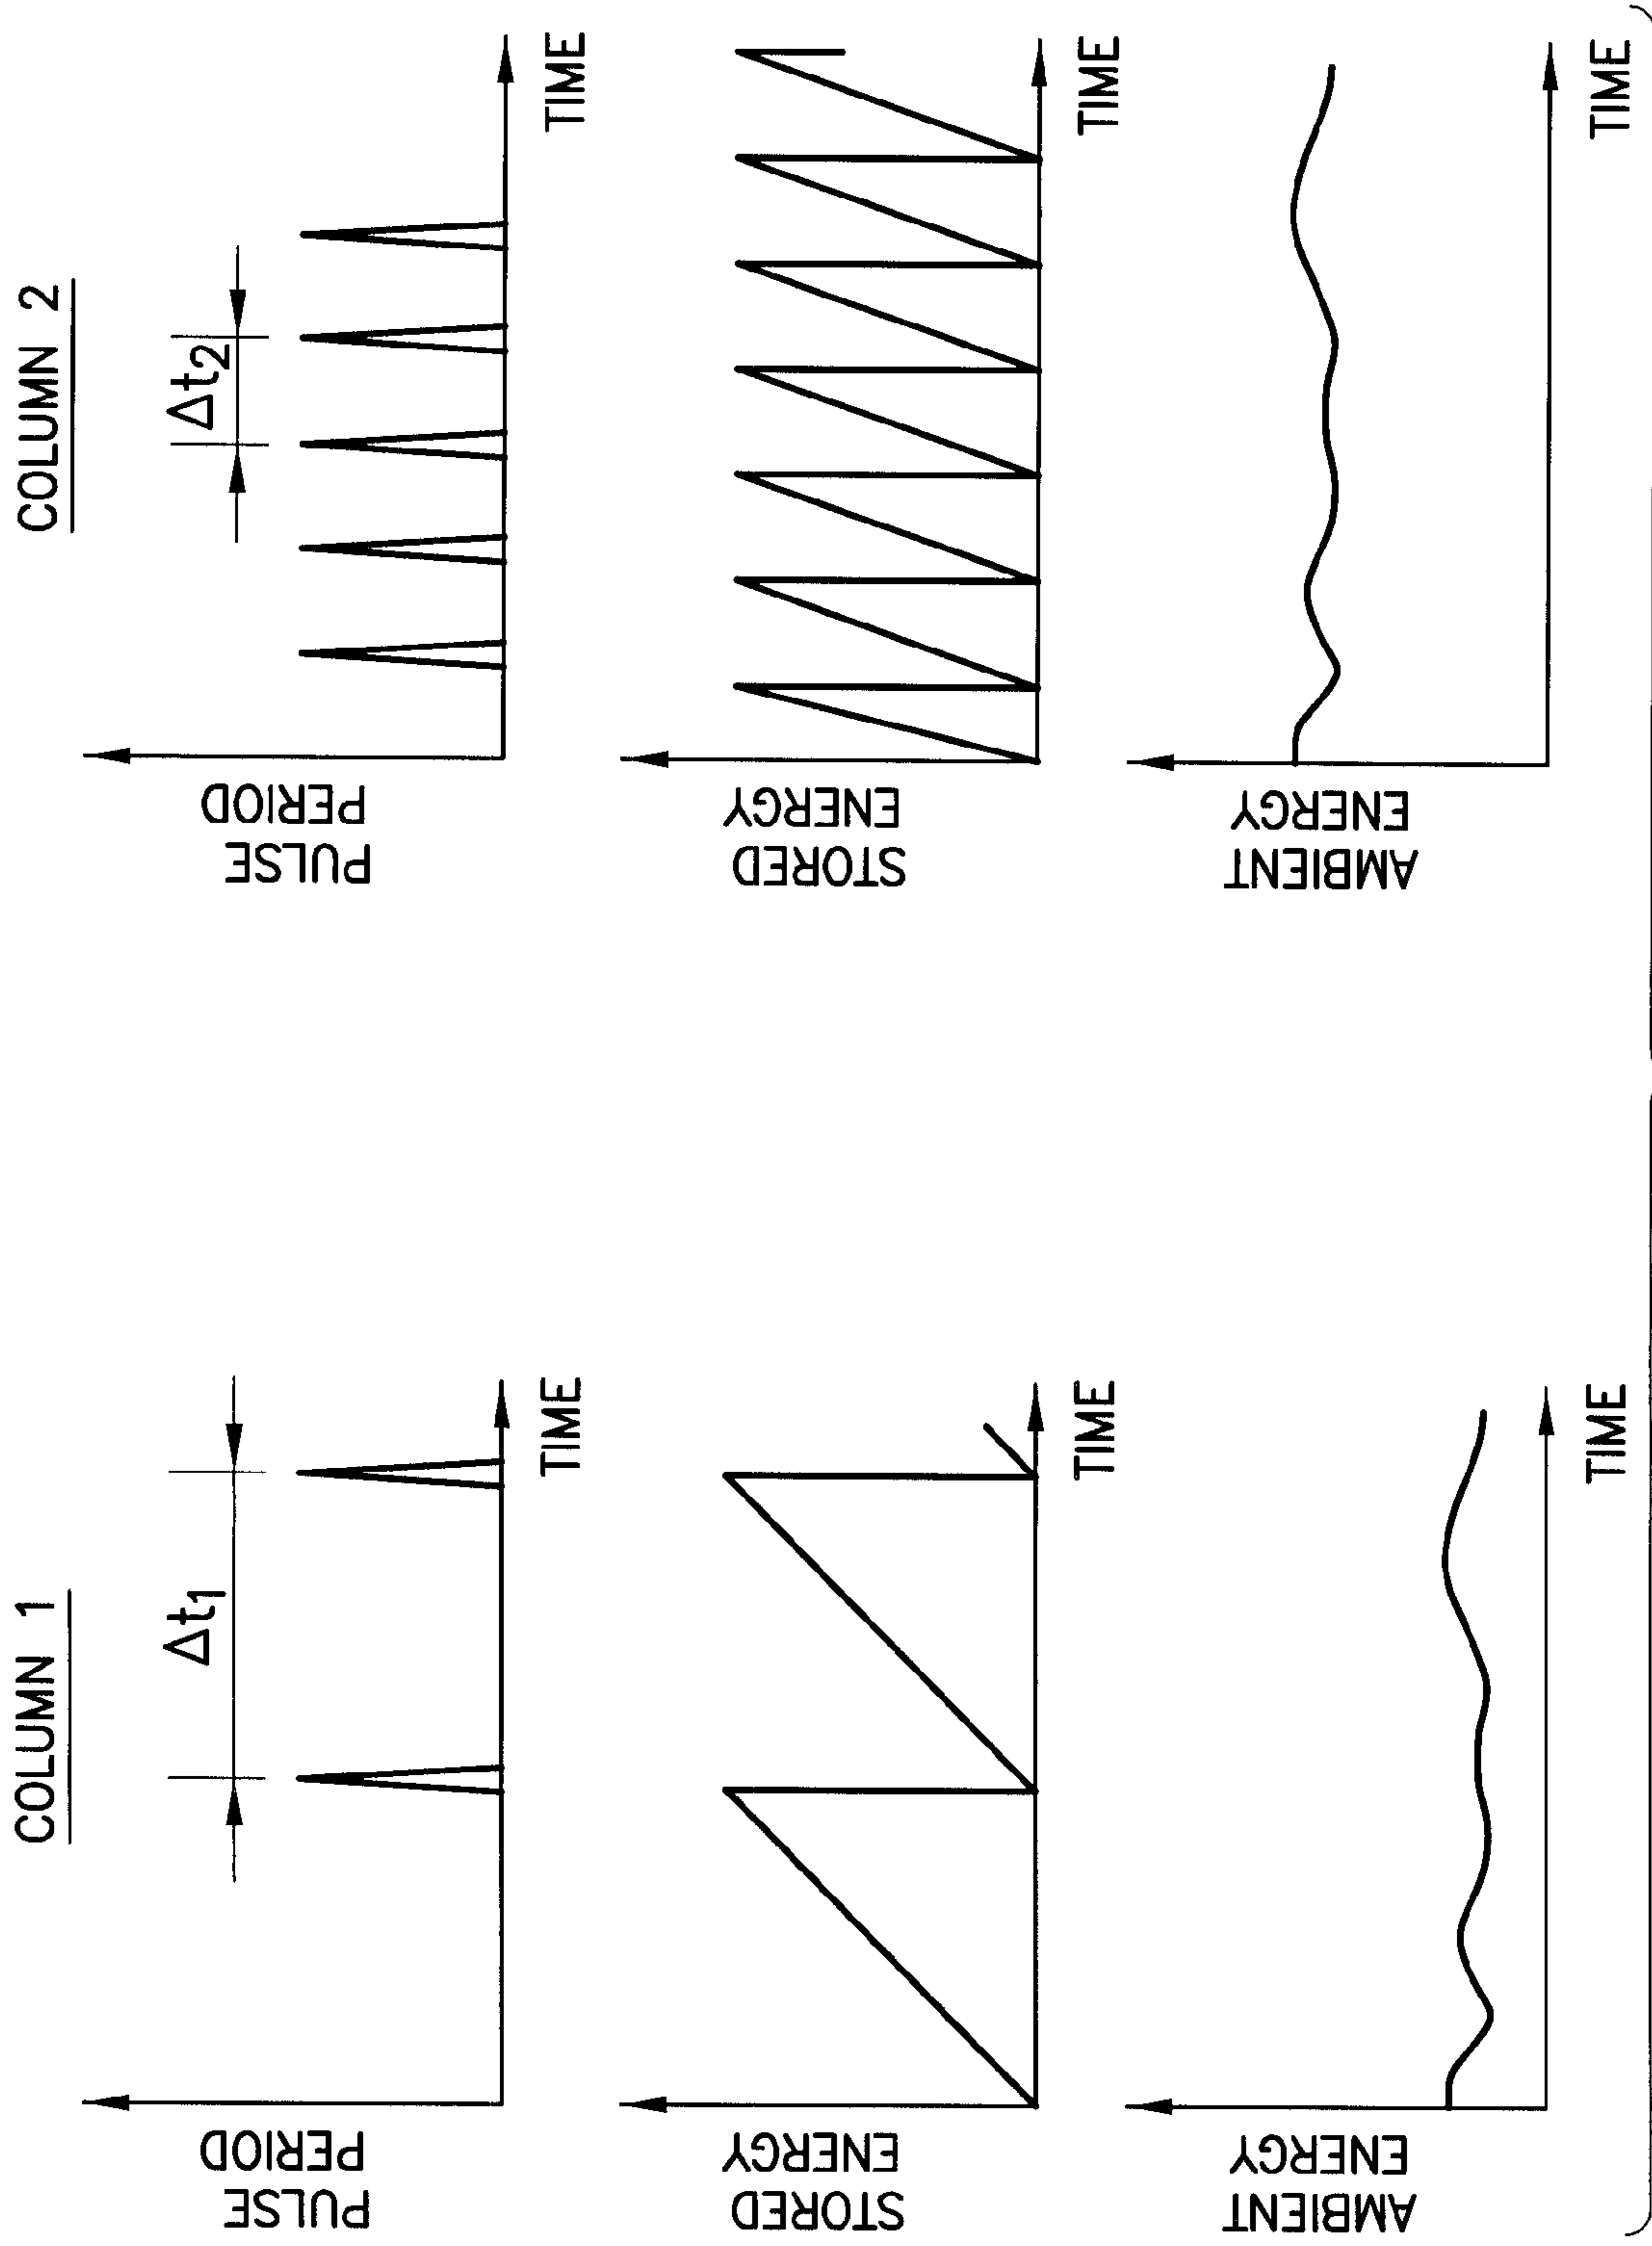 COLUMN 1
Δt₁
PULSE
PERIOD
TIME
STORED
ENERGY
TIME
AMBIENT
ENERGY
TIME
COLUMN 2
Δt₂
PULSE
PERIOD
TIME
STORED
ENERGY
TIME
AMBIENT
ENERGY
TIME